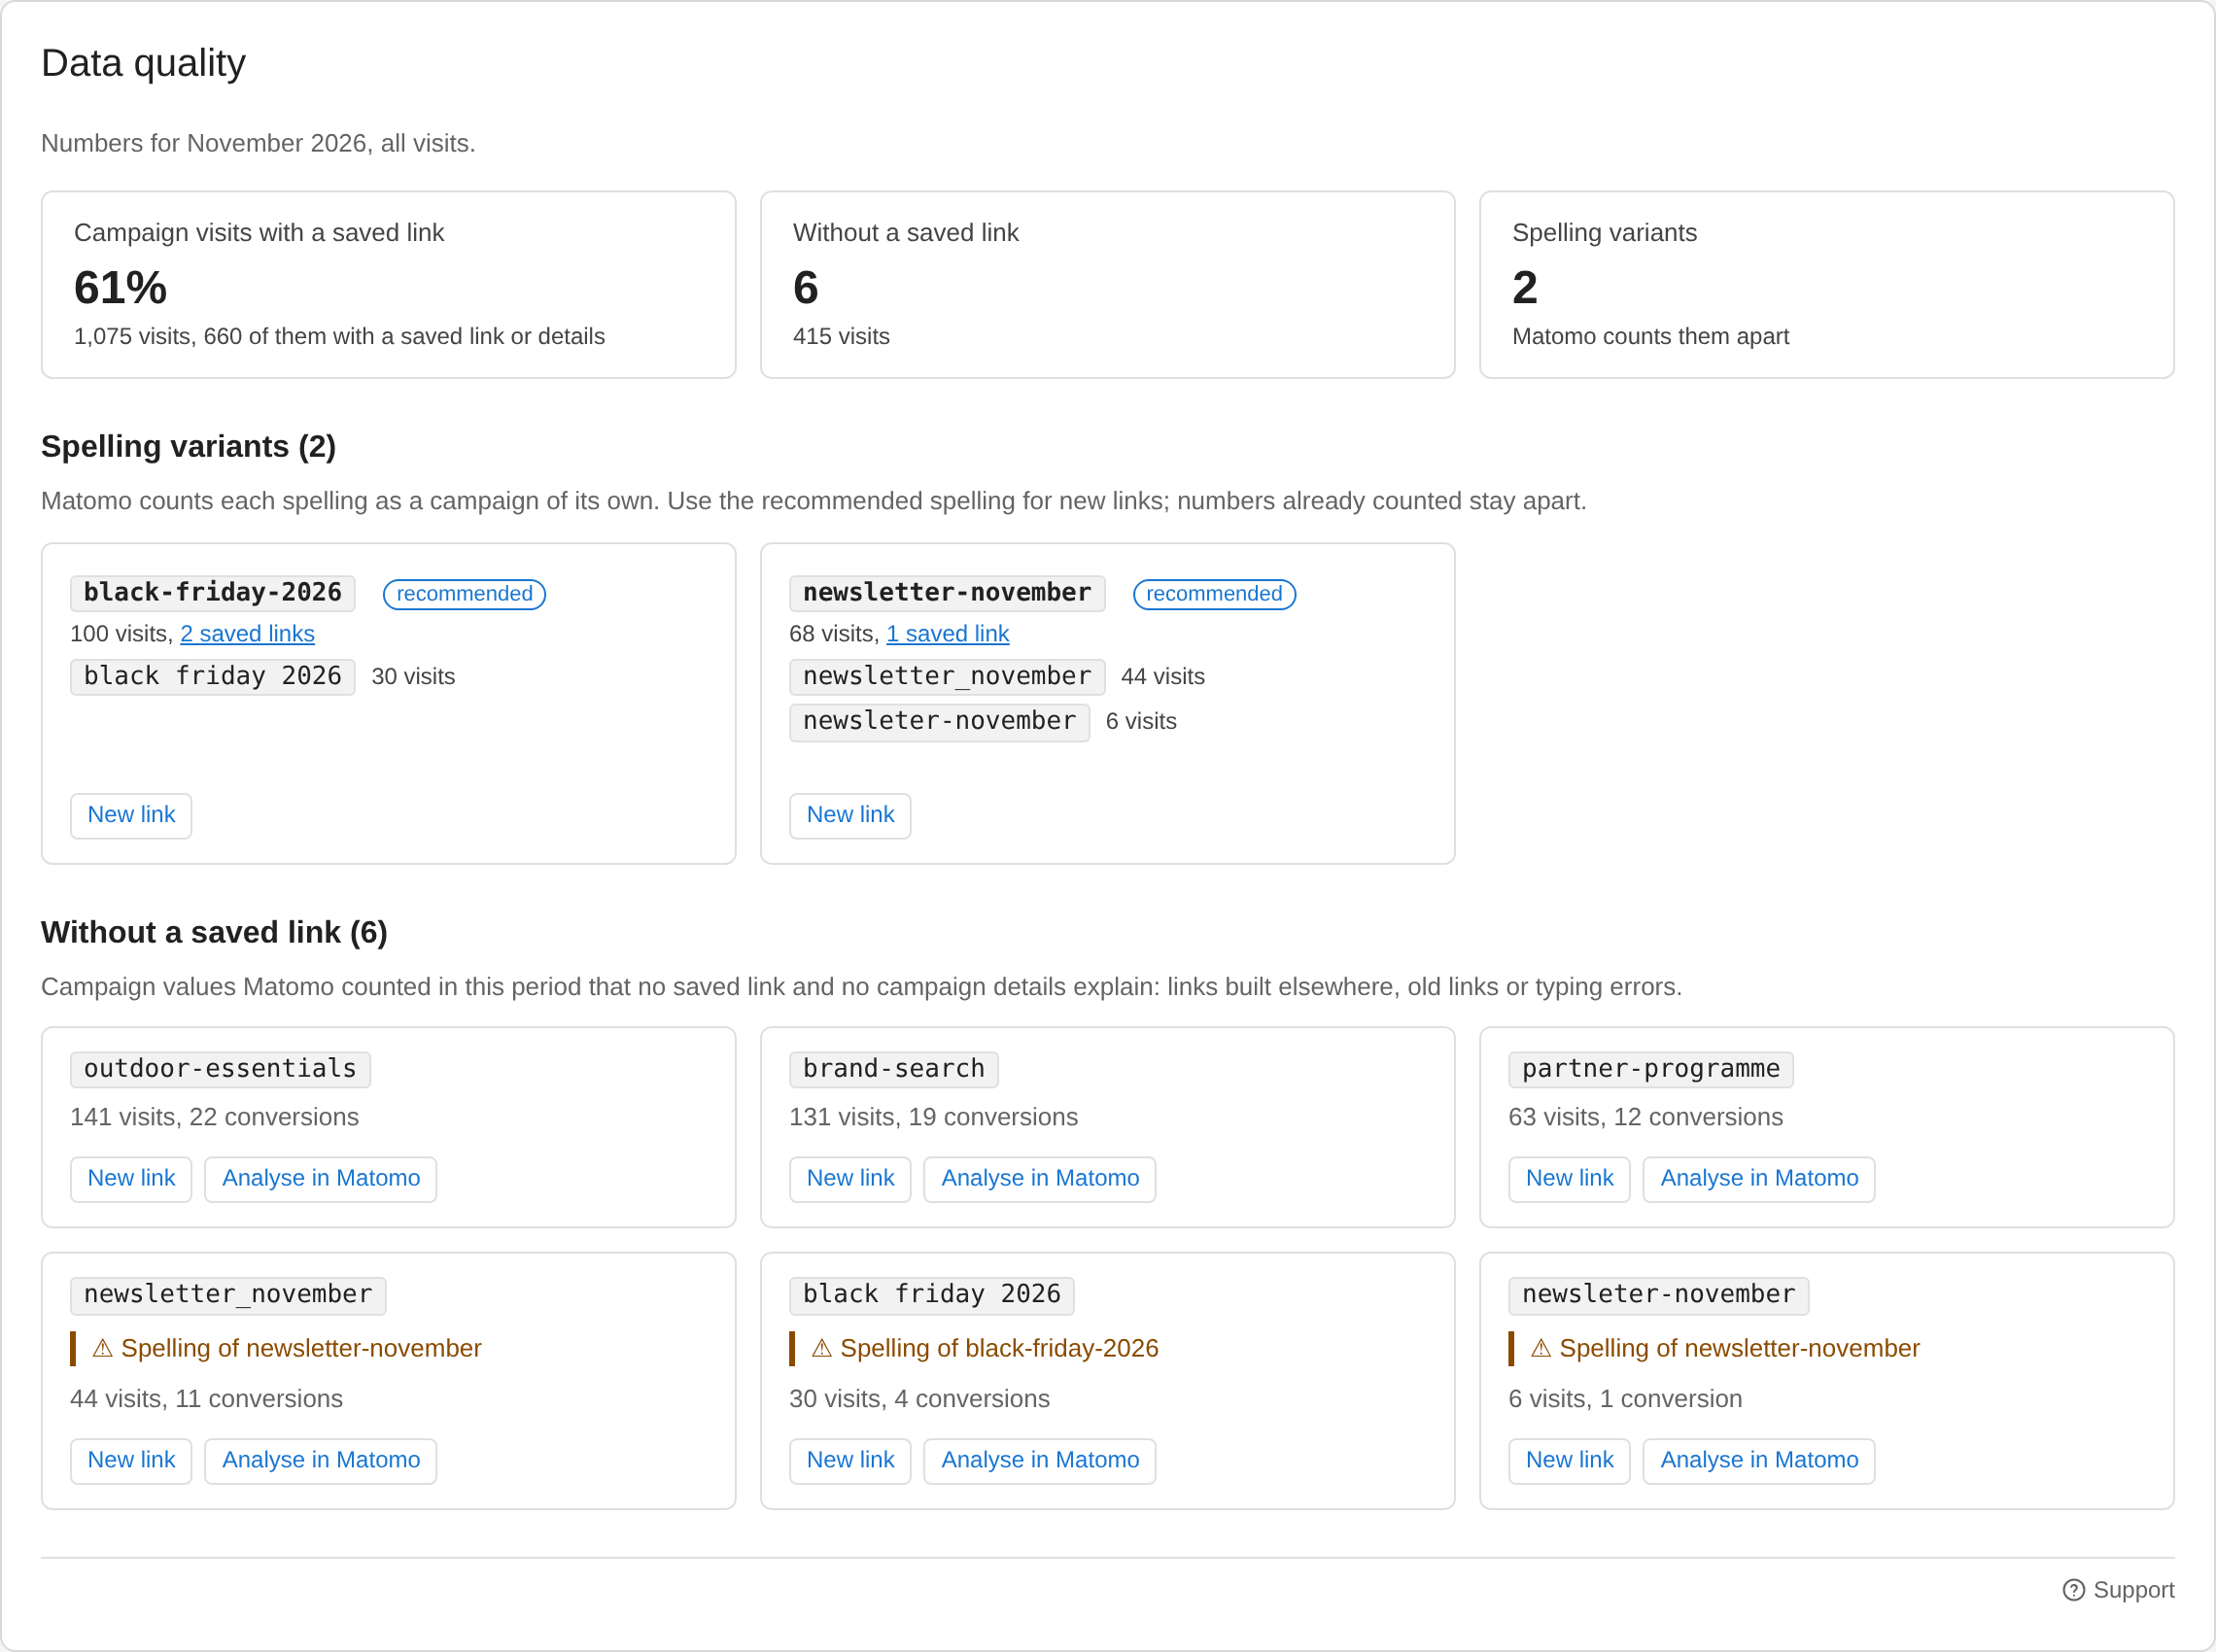 Data quality
Numbers for November 2026, all visits.
Campaign visits with a saved link
61%
1,075 visits, 660 of them with a saved link or details
Without a saved link
6
415 visits
Spelling variants
2
Matomo counts them apart
Spelling variants (2)
Matomo counts each spelling as a campaign of its own. Use the recommended spelling for new links; numbers already counted stay apart.
black-friday-2026 recommended
100 visits, 2 saved links
black friday 2026 30 visits
New link
newsletter-november recommended
68 visits, 1 saved link
newsletter_november 44 visits
newsleter-november 6 visits
New link
Without a saved link (6)
Campaign values Matomo counted in this period that no saved link and no campaign details explain: links built elsewhere, old links or typing errors.
outdoor-essentials
141 visits, 22 conversions
New link Analyse in Matomo
brand-search
131 visits, 19 conversions
New link Analyse in Matomo
partner-programme
63 visits, 12 conversions
New link Analyse in Matomo
newsletter_november
⚠ Spelling of newsletter-november
44 visits, 11 conversions
New link Analyse in Matomo
black friday 2026
⚠ Spelling of black-friday-2026
30 visits, 4 conversions
New link Analyse in Matomo
newsleter-november
⚠ Spelling of newsletter-november
6 visits, 1 conversion
New link Analyse in Matomo
Support